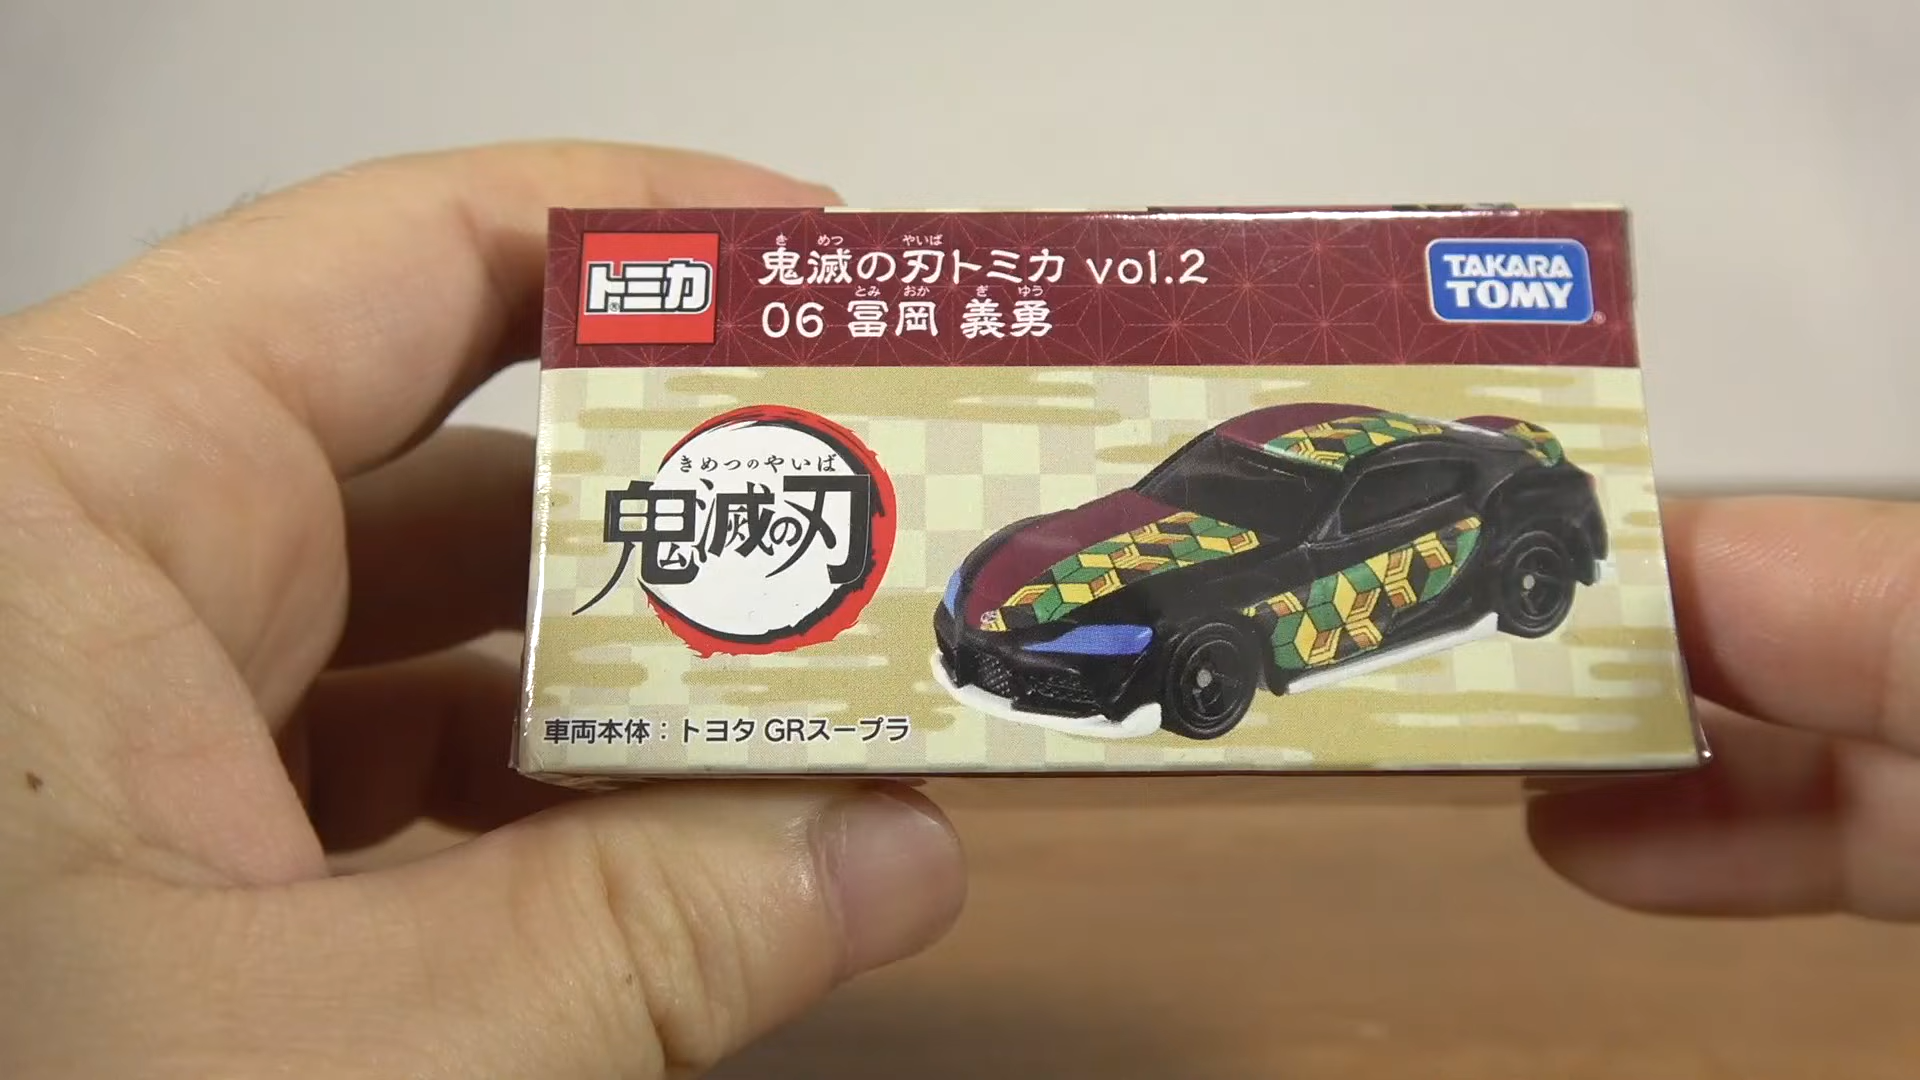 トミカ
きめつ やいば
鬼滅の刃トミカ vol.2
とみおか ぎゆう
06 冨岡 義勇
TAKARA
TOMY
きめつのやいば
鬼滅の刃
車両本体：トヨタ GRスープラ